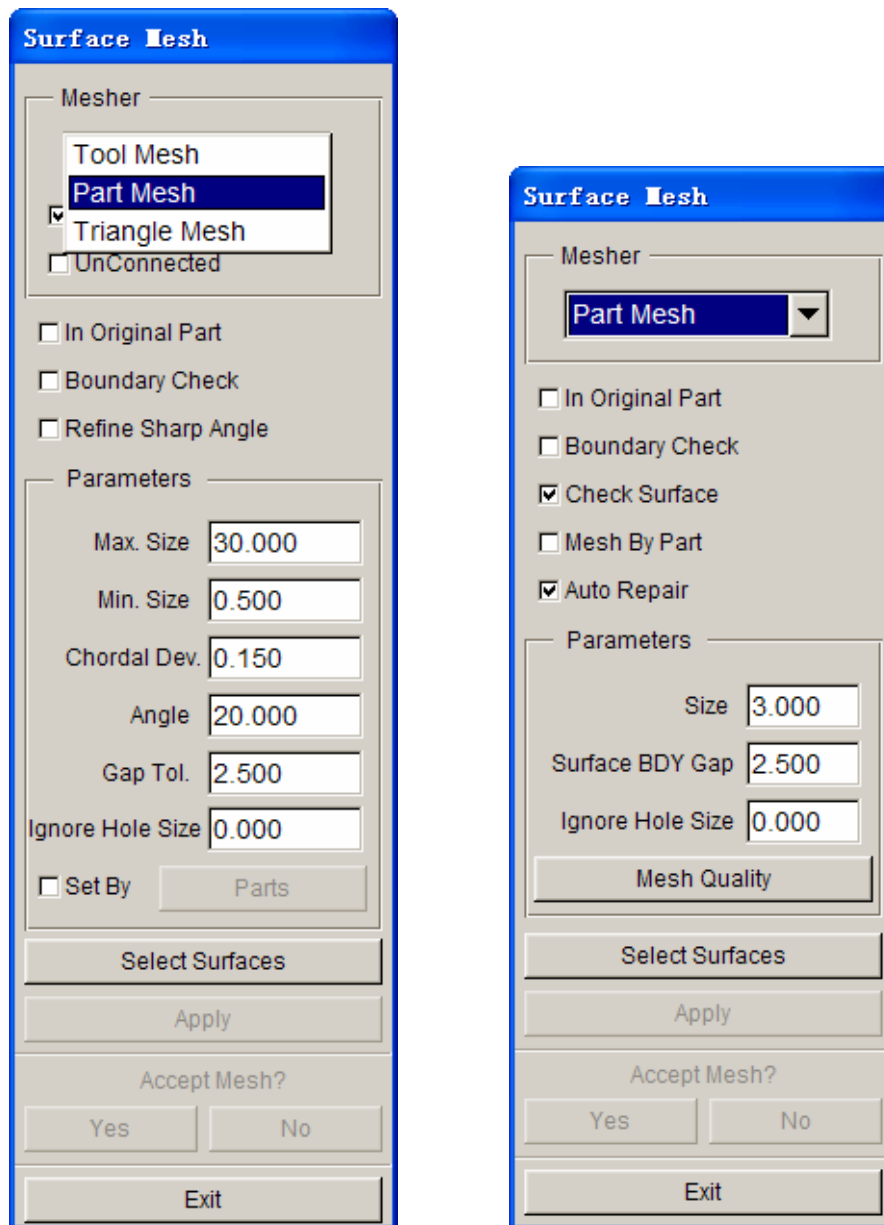 Surface Mesh
Mesher
Tool Mesh
Part Mesh
Triangle Mesh
UnConnected
In Original Part
Boundary Check
Refine Sharp Angle
Parameters
Max. Size 30.000
Min. Size 0.500
Chordal Dev. 0.150
Angle 20.000
Gap Tol. 2.500
Ignore Hole Size 0.000
Set By Parts
Select Surfaces
Apply
Accept Mesh?
Yes No
Exit
Surface Mesh
Mesher
Part Mesh
In Original Part
Boundary Check
Check Surface
Mesh By Part
Auto Repair
Parameters
Size 3.000
Surface BDY Gap 2.500
Ignore Hole Size 0.000
Mesh Quality
Select Surfaces
Apply
Accept Mesh?
Yes No
Exit